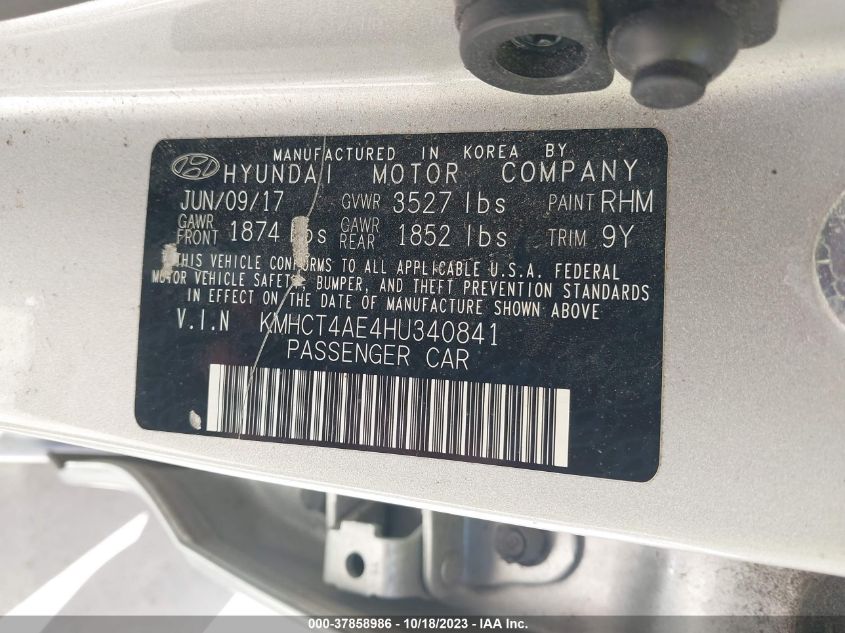 MANUFACTURED IN KOREA BY
HYUNDAI MOTOR COMPANY
JUN/09/17 GVWR 3527 lbs PAINT RHM
GAWR FRONT 1874 lbs GAWR REAR 1852 lbs TRIM 9Y
THIS VEHICLE CONFORMS TO ALL APPLICABLE U.S.A. FEDERAL
MOTOR VEHICLE SAFETY, BUMPER, AND THEFT PREVENTION STANDARDS
IN EFFECT ON THE DATE OF MANUFACTURE SHOWN ABOVE
V.I.N KMHCT4AE4HU340841
PASSENGER CAR
000-37858986 - 10/18/2023 - IAA Inc.